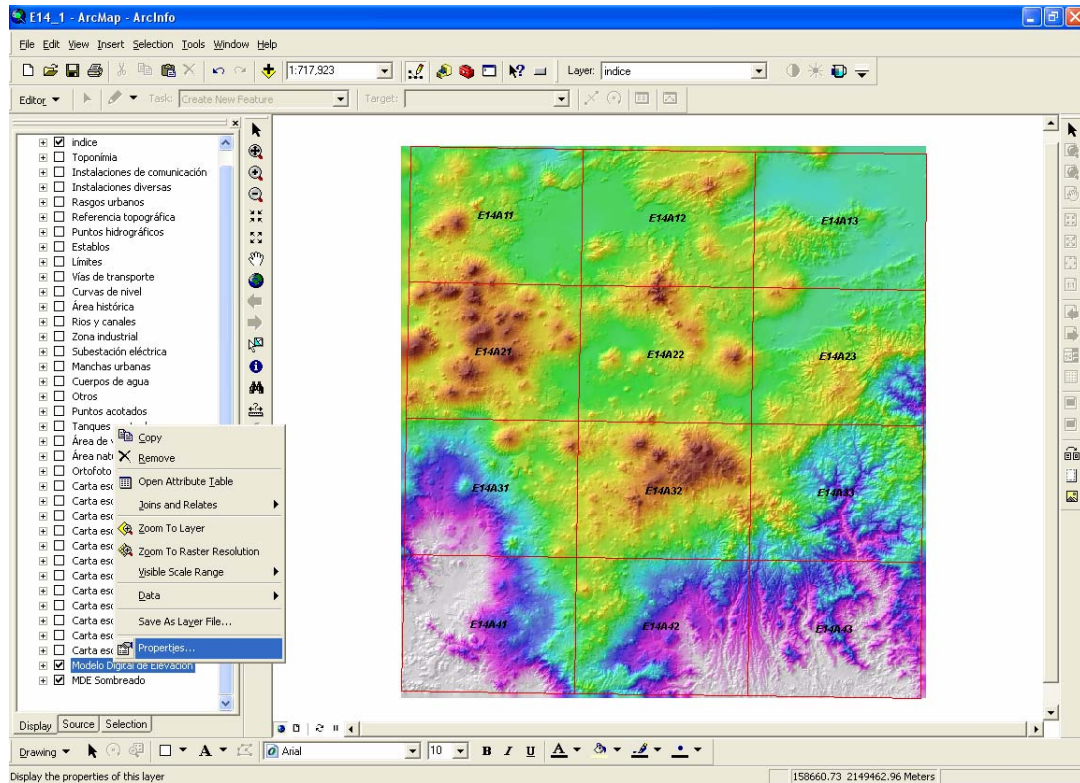 E14_1 - ArcMap - ArcInfo
File Edit View Insert Selection Tools Window Help
1:717,923
Layer: indice
Editor
Task: Create New Feature
Target:
indice
Toponímia
Instalaciones de comunicación
Instalaciones diversas
Rasgos urbanos
Referencia topográfica
Puntos hidrográficos
Establos
Límites
Vías de transporte
Curvas de nivel
Área histórica
Rios y canales
Zona industrial
Subestación eléctrica
Manchas urbanas
Cuerpos de agua
Otros
Puntos acotados
Tanques
Área de
Área natu
Ortofoto
Carta esc
Carta esc
Carta esc
Carta esc
Carta esc
Carta esc
Carta esc
Carta esc
Carta esc
Carta esc
Carta esc
Carta esc
Modelo Digital de Elevación
MDE Sombreado
Copy
Remove
Open Attribute Table
Joins and Relates
Zoom To Layer
Zoom To Raster Resolution
Visible Scale Range
Data
Save As Layer File...
Properties...
E14A11
E14A12
E14A13
E14A21
E14A22
E14A23
E14A31
E14A32
E14A33
E14A41
E14A42
E14A43
1:1
Display Source Selection
Drawing
A
Arial
10
B I U A
Display the properties of this layer
158660.73 2149462.96 Meters